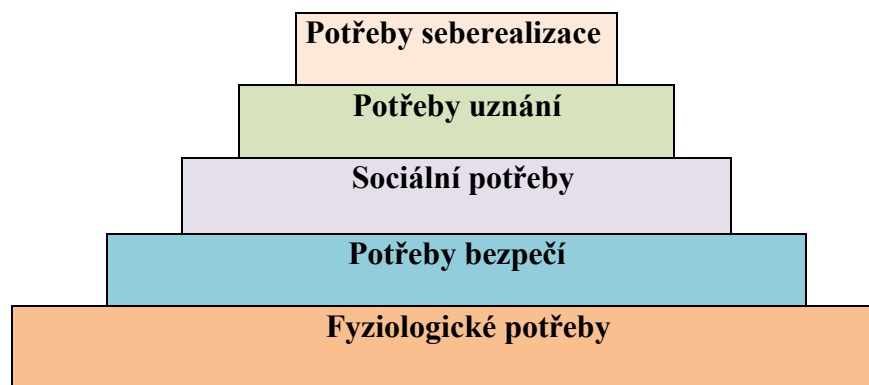 Potřeby seberealizace
Potřeby uznání
Sociální potřeby
Potřeby bezpečí
Fyziologické potřeby